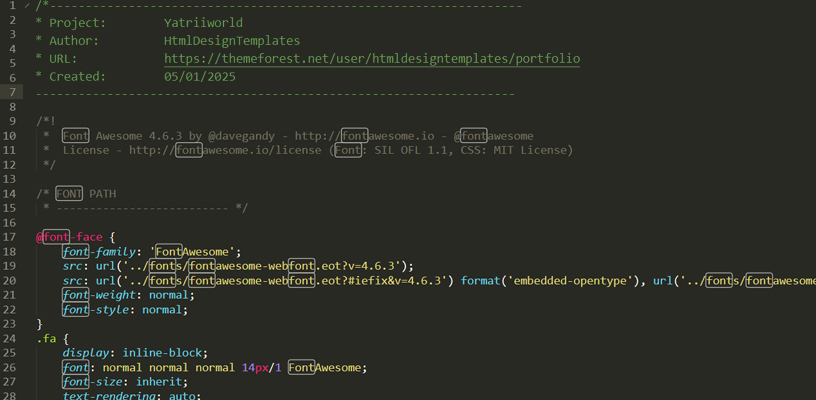 1 /*-----------------------------------------------------------------
2 * Project: Yatriiworld
3 * Author: HtmlDesignTemplates
4 * URL: https://themeforest.net/user/htmldesigntemplates/portfolio
5 * Created: 05/01/2025
6 -------------------------------------------------------------------
7
8
9 /*!
10 * Font Awesome 4.6.3 by @davegandy - http://fontawesome.io - @fontawesome
11 * License - http://fontawesome.io/license (Font: SIL OFL 1.1, CSS: MIT License)
12 */
13
14 /* FONT PATH
15 * -------------------------- */
16
17 @font-face {
18 font-family: 'FontAwesome';
19 src: url('../fonts/fontawesome-webfont.eot?v=4.6.3');
20 src: url('../fonts/fontawesome-webfont.eot?#iefix&v=4.6.3') format('embedded-opentype'), url('../fonts/fontawesome
21 font-weight: normal;
22 font-style: normal;
23 }
24 .fa {
25 display: inline-block;
26 font: normal normal normal 14px/1 FontAwesome;
27 font-size: inherit;
28 text-rendering: auto;